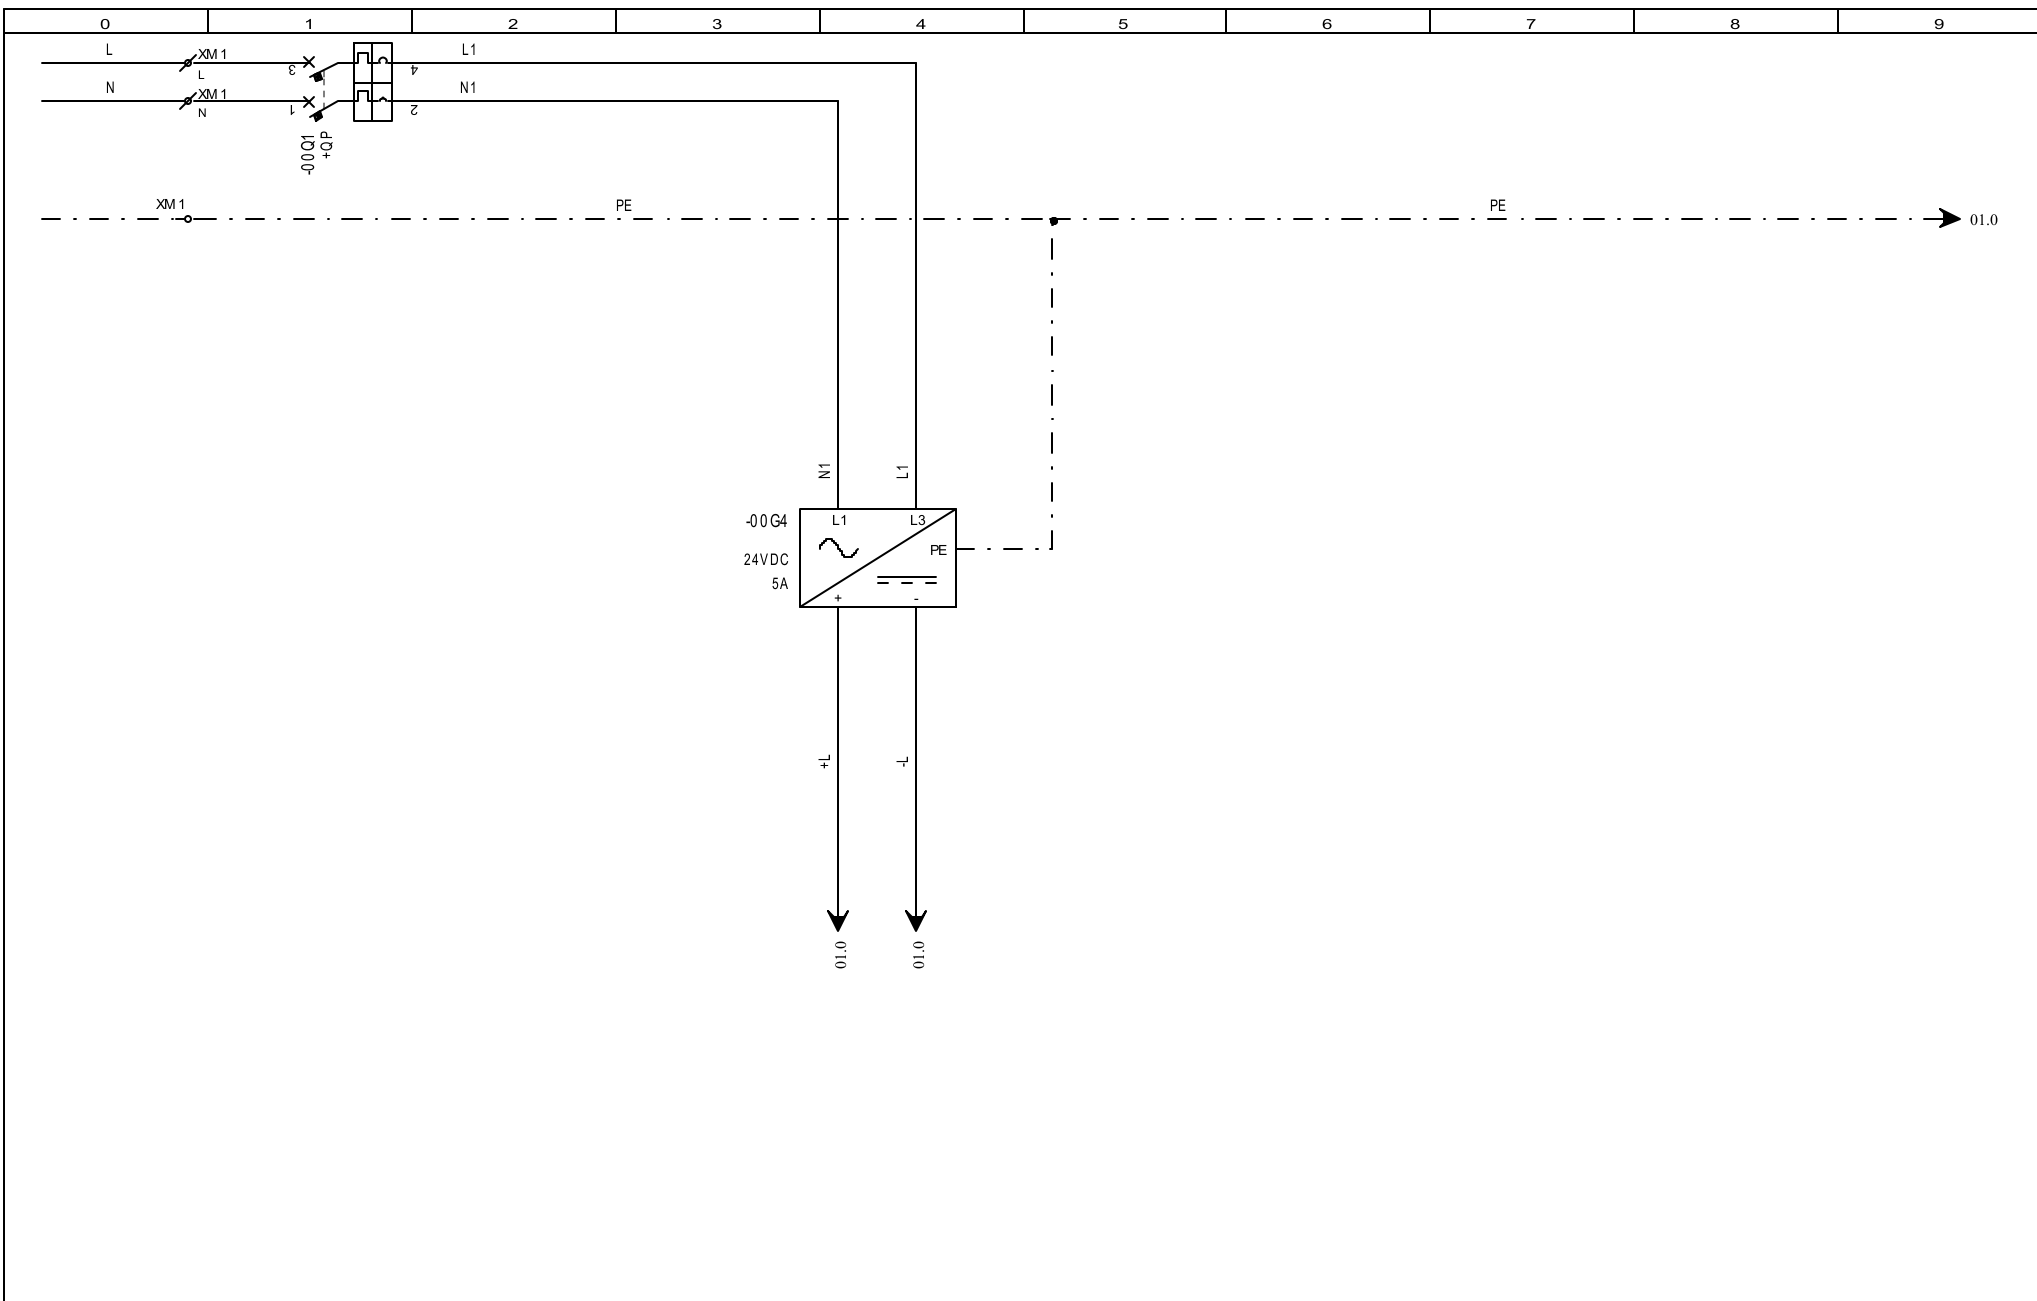 0 1 2 3 4 5 6 7 8 9
L XM1 L1
L 3 4
N XM1 N1
N 1 2
-00Q1
+QP
XM1 PE PE
01.0
N1 L1
-00G4 L1 L3
PE
24VDC
5A
+ -
+L -L
01.0 01.0